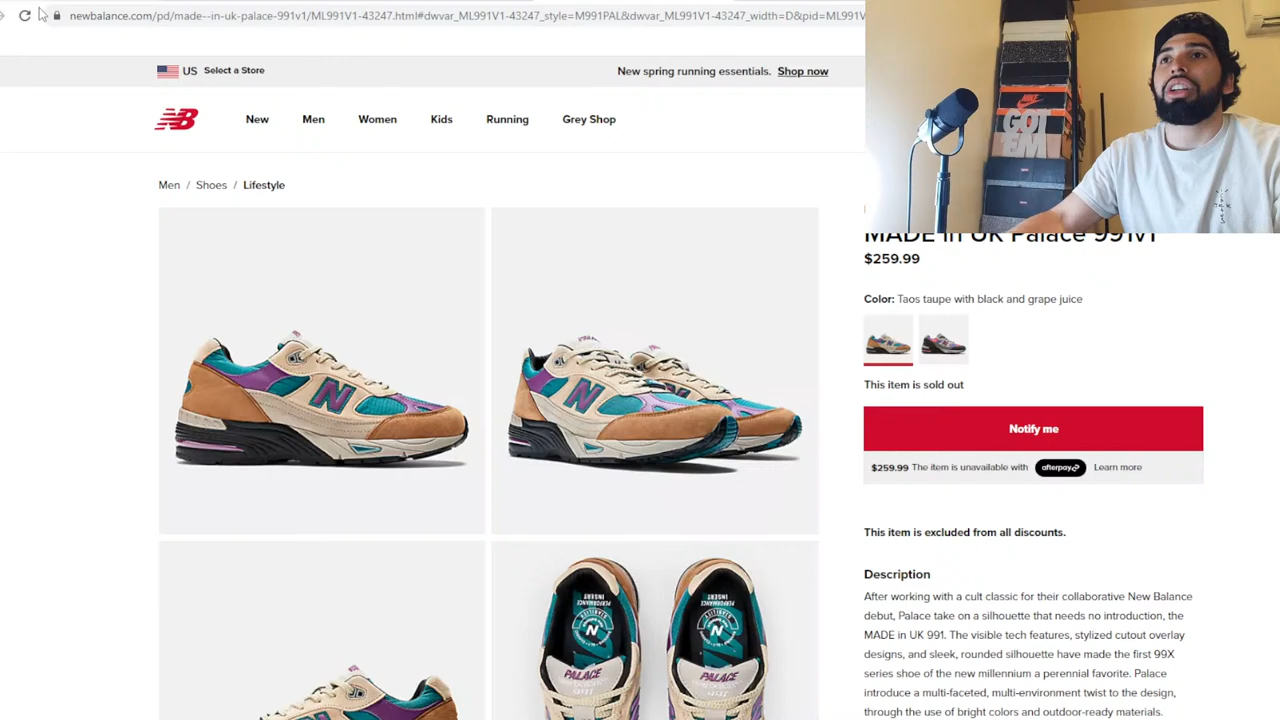 newbalance.com/pd/made--in-uk-palace-991v1/ML991V1-43247.html#dwvar_ML991V1-43247_style=M991PAL&dwvar_ML991V1-43247_width=D&pid=ML991V
US Select a Store
New spring running essentials. Shop now
NB
New Men Women Kids Running Grey Shop
NIKE
GOT
'EM
Men / Shoes / Lifestyle
MADE in UK Palace 991v1
$259.99
Color: Taos taupe with black and grape juice
This item is sold out
Notify me
$259.99 The item is unavailable with afterpay Learn more
This item is excluded from all discounts.
Description
After working with a cult classic for their collaborative New Balance
debut, Palace take on a silhouette that needs no introduction, the
MADE in UK 991. The visible tech features, stylized cutout overlay
designs, and sleek, rounded silhouette have made the first 99X
series shoe of the new millennium a perennial favorite. Palace
introduce a multi-faceted, multi-environment twist to the design,
through the use of bright colors and outdoor-ready materials.
N
N
PERFORMANCE
INSERT
N
PERFORMANCE
INSERT
N
PALACE
PALACE